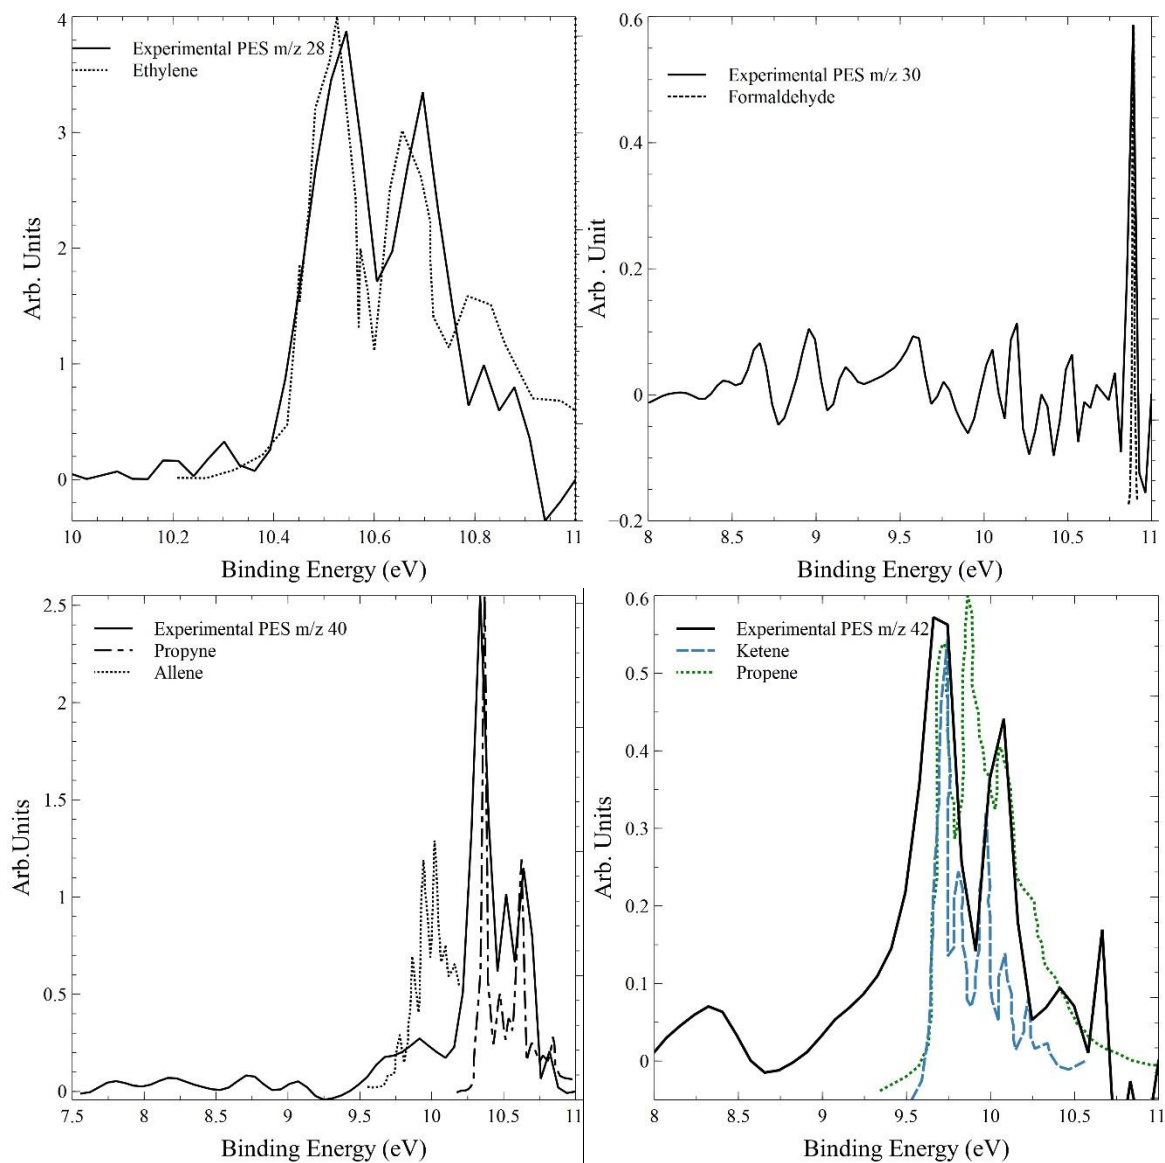 4
3
2
1
0
Arb. Units
Experimental PES m/z 28
Ethylene
10
10.2
10.4
10.6
10.8
11
Binding Energy (eV)
0.6
0.4
0.2
0
−0.2
Arb . Unit
Experimental PES m/z 30
Formaldehyde
8
8.5
9
9.5
10
10.5
11
Binding Energy (eV)
2.5
2
1.5
1
0.5
0
Arb.Units
Experimental PES m/z 40
Propyne
Allene
7.5
8
8.5
9
9.5
10
10.5
11
Binding Energy (eV)
0.6
0.5
0.4
0.3
0.2
0.1
0
Arb. Units
Experimental PES m/z 42
Ketene
Propene
8
8.5
9
9.5
10
10.5
11
Binding Energy (eV)